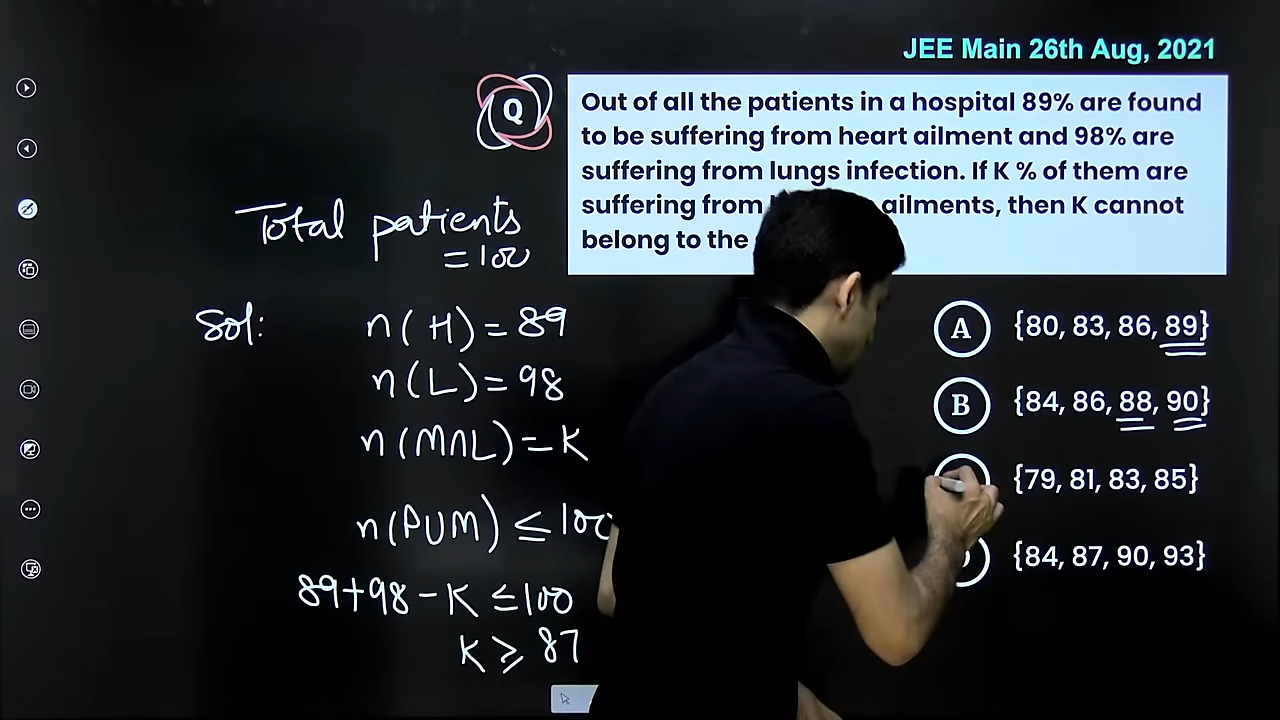 JEE Main 26th Aug, 2021
Q
Out of all the patients in a hospital 89% are found
to be suffering from heart ailment and 98% are
suffering from lungs infection. If K % of them are
suffering from ailments, then K cannot
belong to the
Total patients
= 100
Sol:
n(H) = 89
n(L) = 98
n(M∩L) = K
n(PUM) ≤ 100
89+98 - K ≤ 100
K ≥ 87
A {80, 83, 86, 89}
B {84, 86, 88, 90}
{79, 81, 83, 85}
{84, 87, 90, 93}